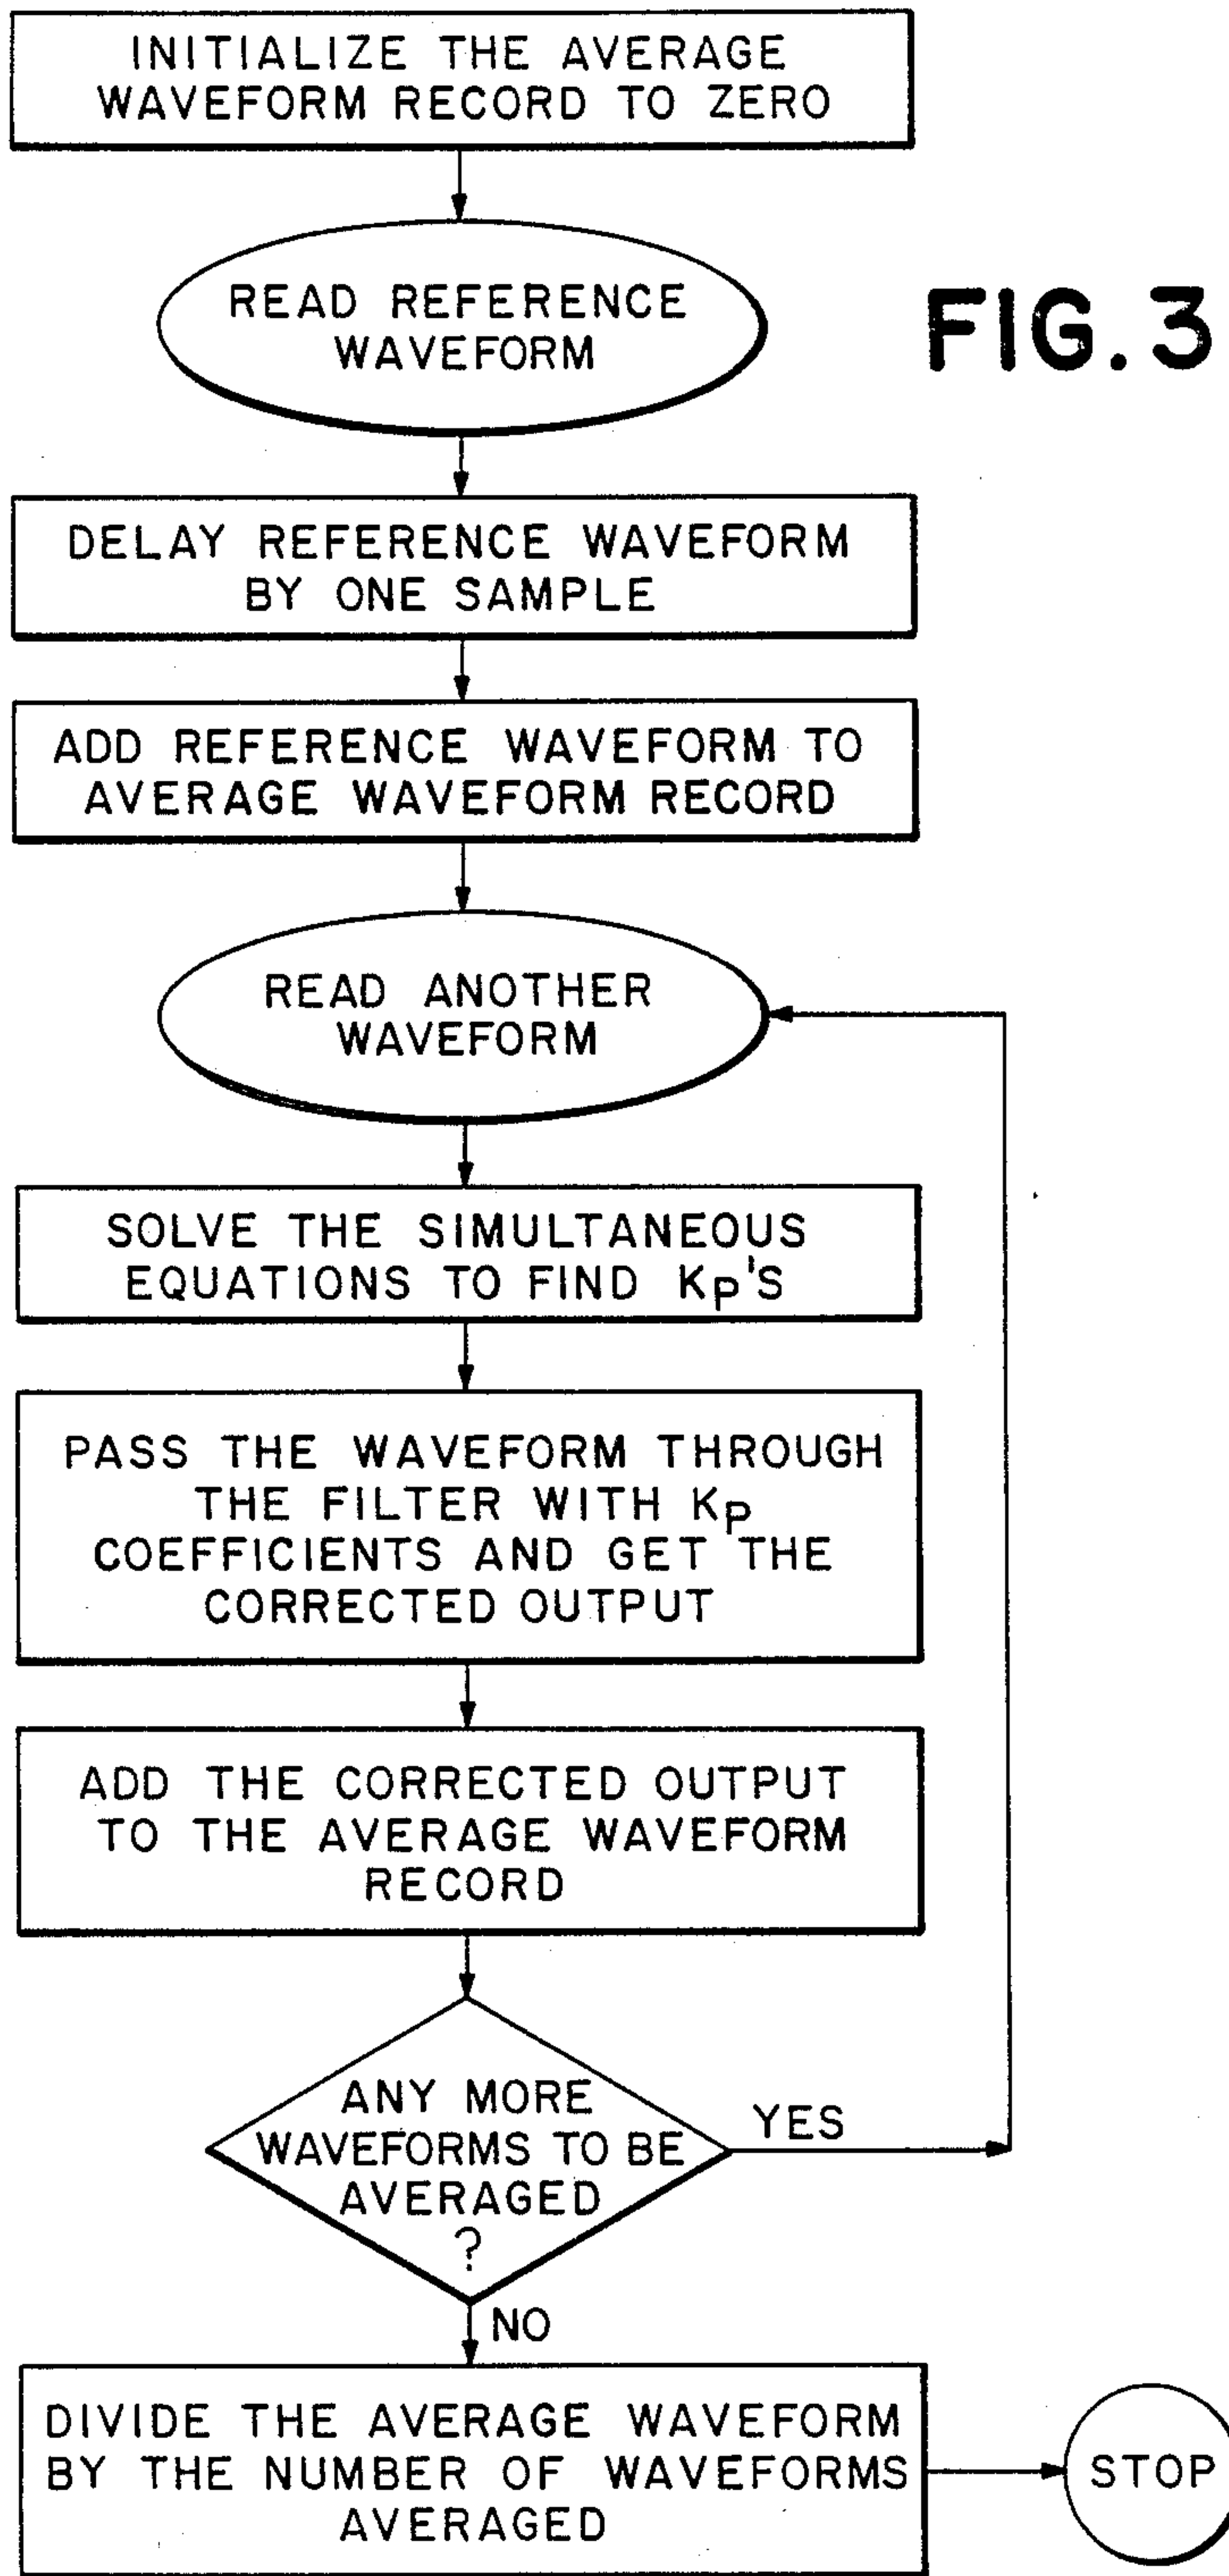 INITIALIZE THE AVERAGE
WAVEFORM RECORD TO ZERO
READ REFERENCE
WAVEFORM
FIG. 3
DELAY REFERENCE WAVEFORM
BY ONE SAMPLE
ADD REFERENCE WAVEFORM TO
AVERAGE WAVEFORM RECORD
READ ANOTHER
WAVEFORM
SOLVE THE SIMULTANEOUS
EQUATIONS TO FIND Kp'S
PASS THE WAVEFORM THROUGH
THE FILTER WITH Kp
COEFFICIENTS AND GET THE
CORRECTED OUTPUT
ADD THE CORRECTED OUTPUT
TO THE AVERAGE WAVEFORM
RECORD
ANY MORE
WAVEFORMS TO BE
AVERAGED
?
YES
NO
DIVIDE THE AVERAGE WAVEFORM
BY THE NUMBER OF WAVEFORMS
AVERAGED
STOP